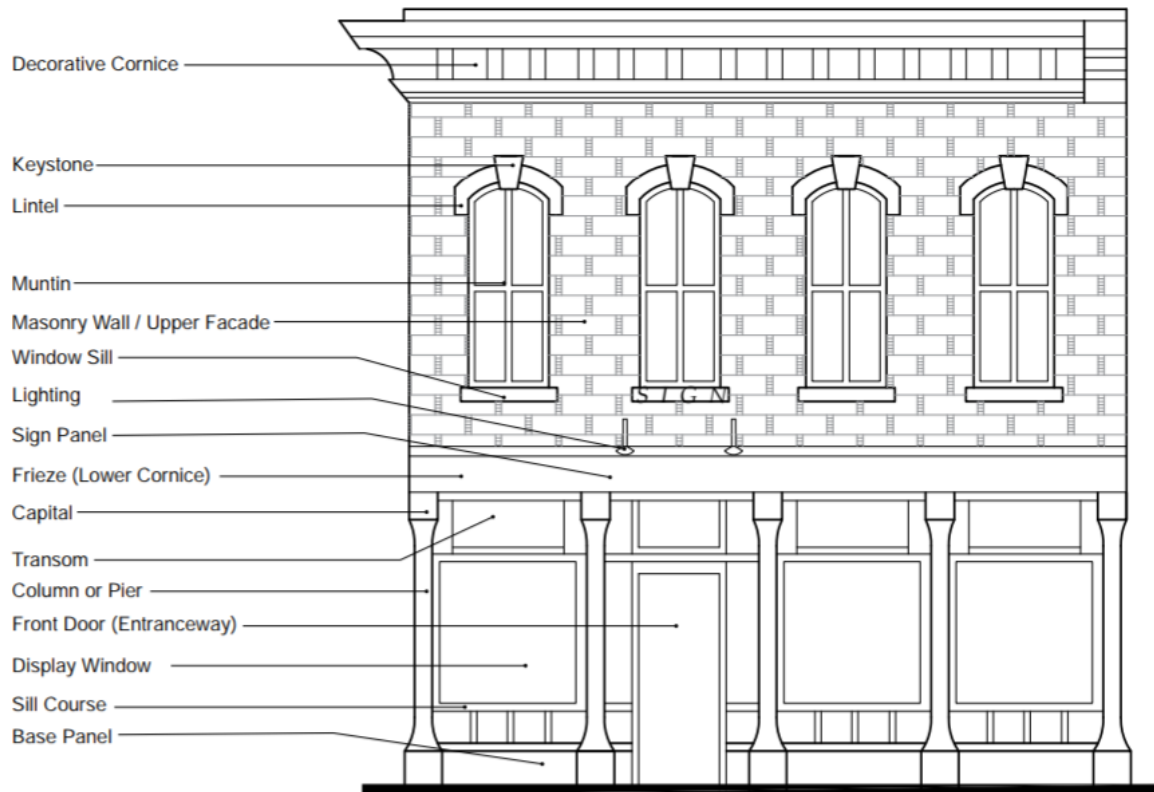 Decorative Cornice
Keystone
Lintel
Muntin
Masonry Wall / Upper Facade
Window Sill
Lighting
SIGN
Sign Panel
Frieze (Lower Cornice)
Capital
Transom
Column or Pier
Front Door (Entranceway)
Display Window
Sill Course
Base Panel